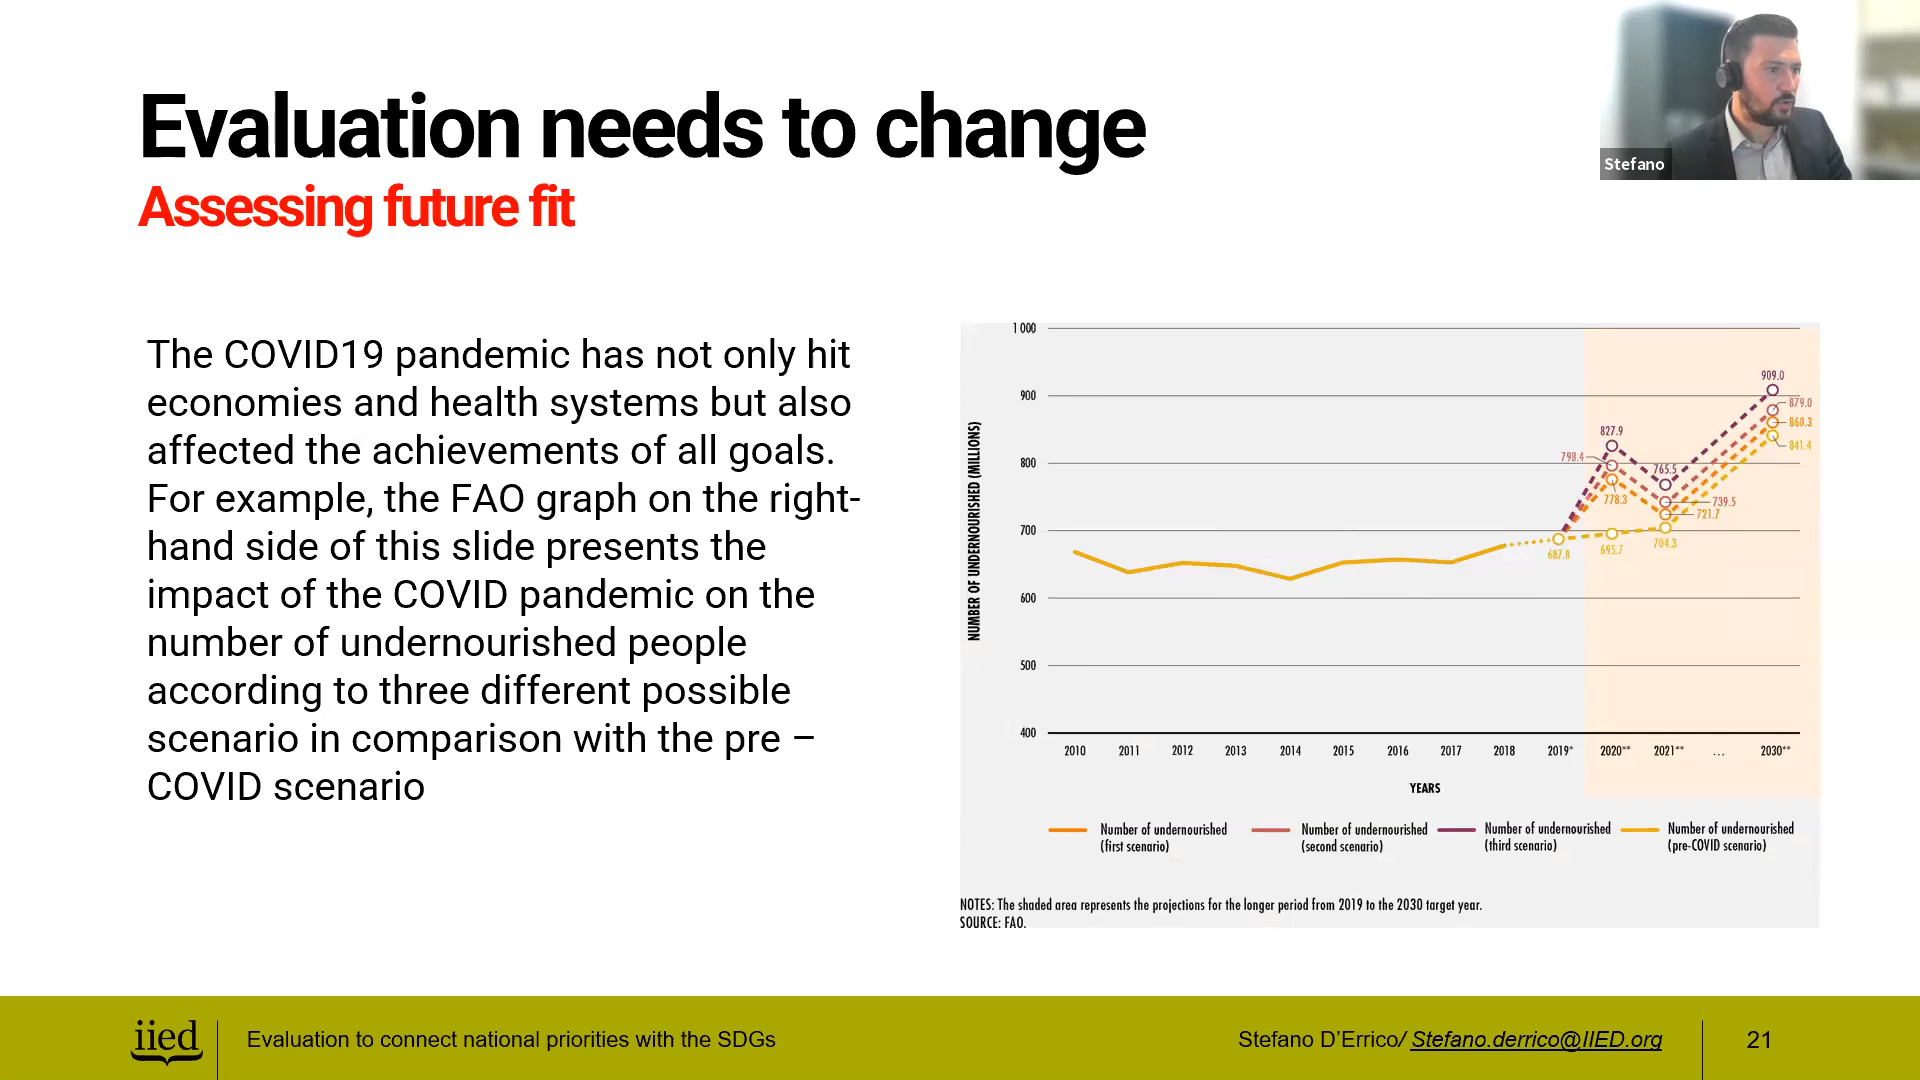 Evaluation needs to change
Assessing future fit
Stefano
The COVID19 pandemic has not only hit
economies and health systems but also
affected the achievements of all goals.
For example, the FAO graph on the right-
hand side of this slide presents the
impact of the COVID pandemic on the
number of undernourished people
according to three different possible
scenario in comparison with the pre –
COVID scenario
NUMBER OF UNDERNOURISHED (MILLIONS)
1 000
900
800
700
600
500
400
909.0
879.0
860.3
841.4
827.9
798.4
778.3
765.5
739.5
721.7
704.3
695.7
687.8
2010 2011 2012 2013 2014 2015 2016 2017 2018 2019* 2020** 2021** ... 2030**
YEARS
Number of undernourished
(first scenario)
Number of undernourished
(second scenario)
Number of undernourished
(third scenario)
Number of undernourished
(pre-COVID scenario)
NOTES: The shaded area represents the projections for the longer period from 2019 to the 2030 target year.
SOURCE: FAO.
iied
Evaluation to connect national priorities with the SDGs
Stefano D'Errico/ Stefano.derrico@IIED.org
21